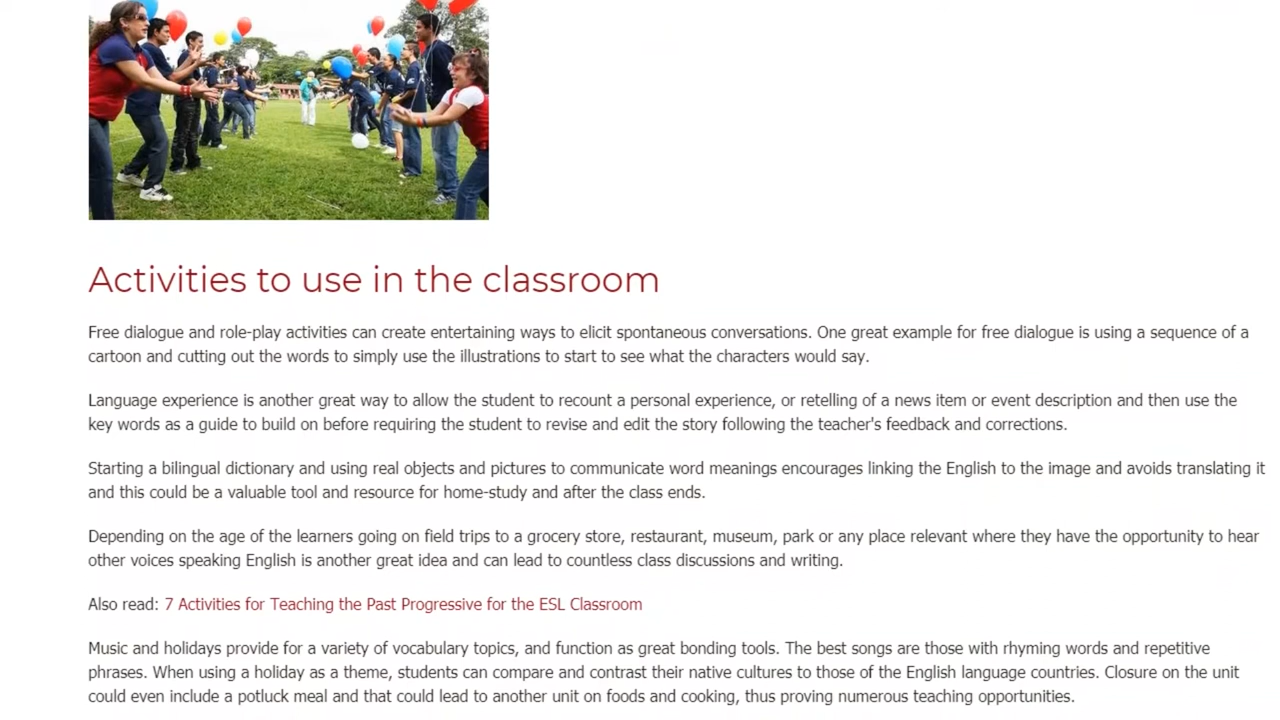 Activities to use in the classroom
Free dialogue and role-play activities can create entertaining ways to elicit spontaneous conversations. One great example for free dialogue is using a sequence of a
cartoon and cutting out the words to simply use the illustrations to start to see what the characters would say.
Language experience is another great way to allow the student to recount a personal experience, or retelling of a news item or event description and then use the
key words as a guide to build on before requiring the student to revise and edit the story following the teacher's feedback and corrections.
Starting a bilingual dictionary and using real objects and pictures to communicate word meanings encourages linking the English to the image and avoids translating it
and this could be a valuable tool and resource for home-study and after the class ends.
Depending on the age of the learners going on field trips to a grocery store, restaurant, museum, park or any place relevant where they have the opportunity to hear
other voices speaking English is another great idea and can lead to countless class discussions and writing.
Also read: 7 Activities for Teaching the Past Progressive for the ESL Classroom
Music and holidays provide for a variety of vocabulary topics, and function as great bonding tools. The best songs are those with rhyming words and repetitive
phrases. When using a holiday as a theme, students can compare and contrast their native cultures to those of the English language countries. Closure on the unit
could even include a potluck meal and that could lead to another unit on foods and cooking, thus proving numerous teaching opportunities.